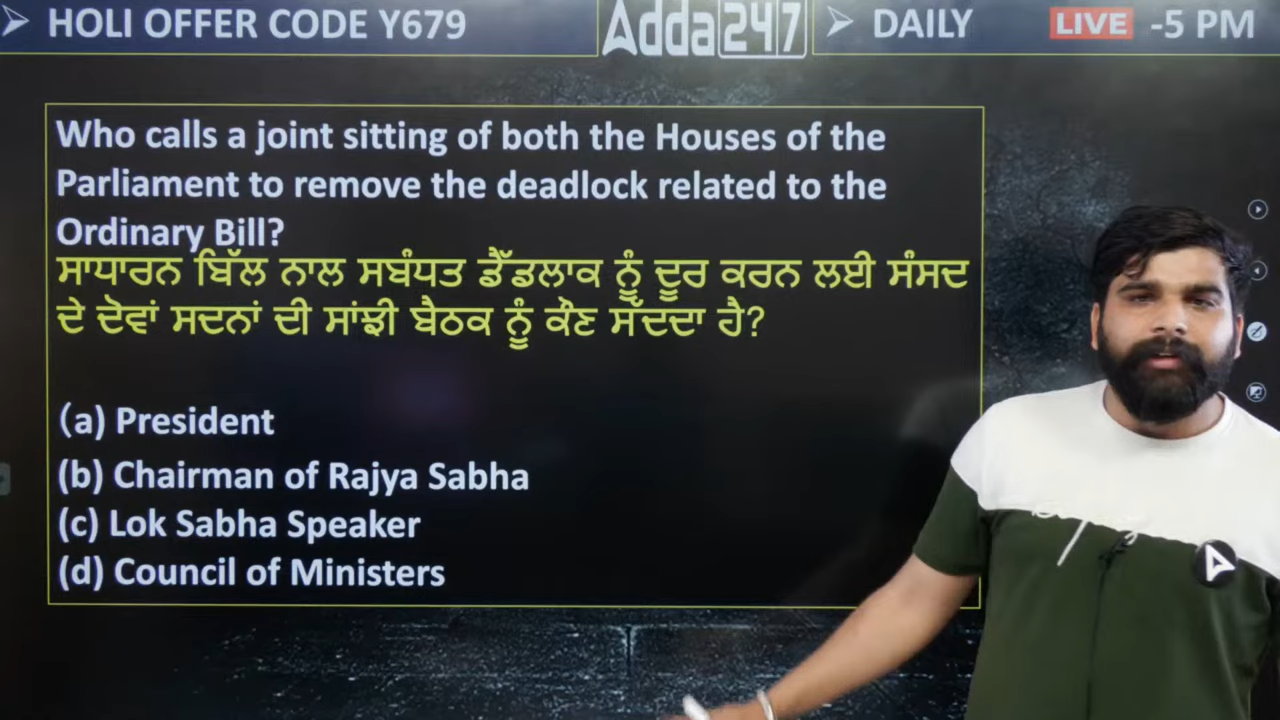 ➢ HOLI OFFER CODE Y679
Adda247
➢ DAILY LIVE -5 PM
Who calls a joint sitting of both the Houses of the
Parliament to remove the deadlock related to the
Ordinary Bill?
ਸਾਧਾਰਨ ਬਿੱਲ ਨਾਲ ਸਬੰਧਤ ਡੈੱਡਲਾਕ ਨੂੰ ਦੂਰ ਕਰਨ ਲਈ ਸੰਸਦ
ਦੇ ਦੋਵਾਂ ਸਦਨਾਂ ਦੀ ਸਾਂਝੀ ਬੈਠਕ ਨੂੰ ਕੌਣ ਸੱਦਦਾ ਹੈ?
(a) President
(b) Chairman of Rajya Sabha
(c) Lok Sabha Speaker
(d) Council of Ministers